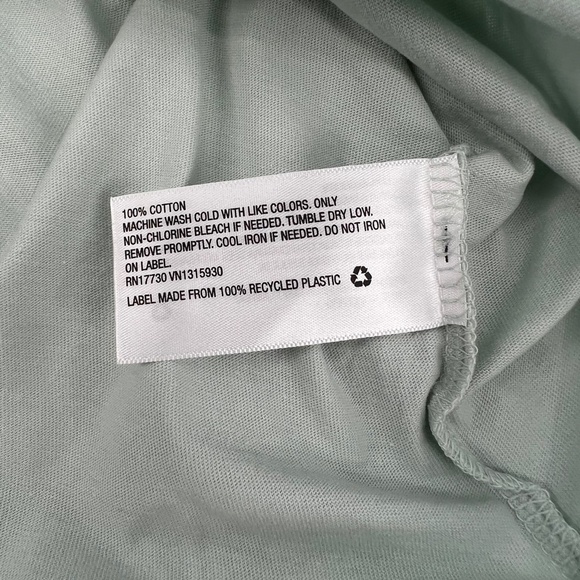 100% COTTON
MACHINE WASH COLD WITH LIKE COLORS. ONLY
NON-CHLORINE BLEACH IF NEEDED. TUMBLE DRY LOW.
REMOVE PROMPTLY. COOL IRON IF NEEDED. DO NOT IRON
ON LABEL.
RN17730 VN1315930
LABEL MADE FROM 100% RECYCLED PLASTIC